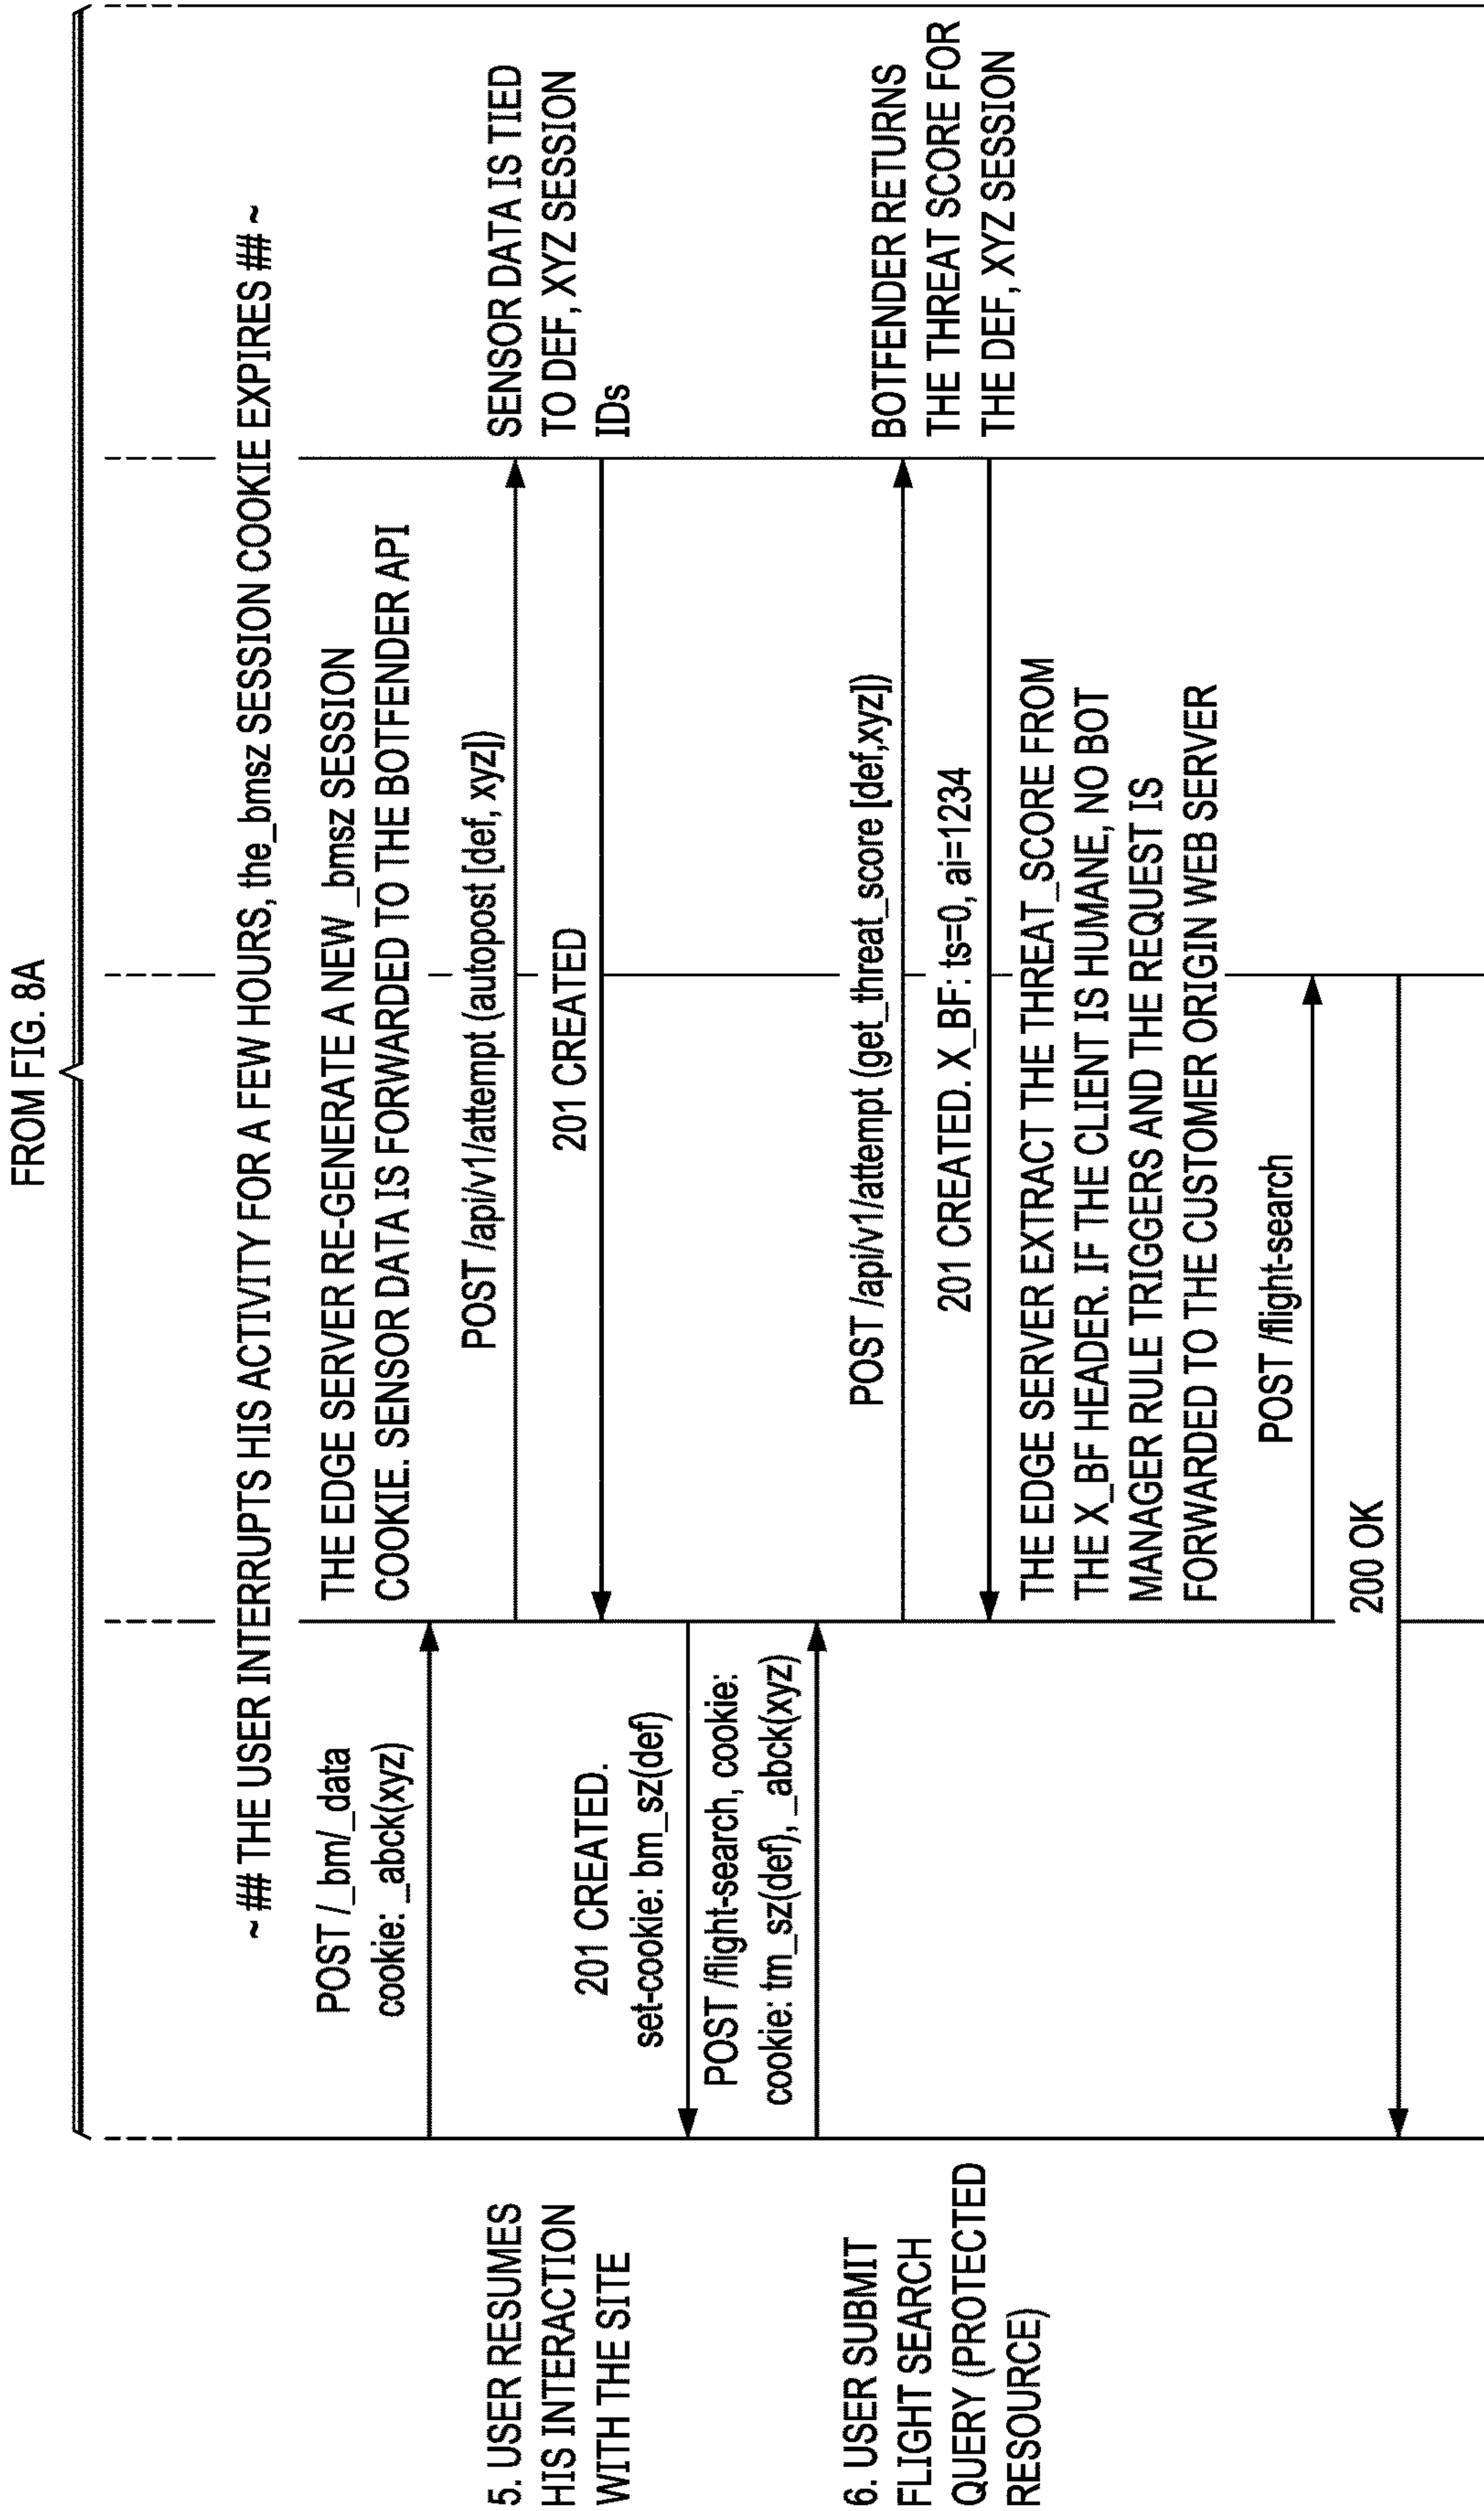 FROM FIG. 8A
~ ## THE USER INTERRUPTS HIS ACTIVITY FOR A FEW HOURS, the_bmsz SESSION COOKIE EXPIRES ## ~
5. USER RESUMES
HIS INTERACTION
WITH THE SITE
POST /_bm/_data
cookie: _abck(xyz)
THE EDGE SERVER RE-GENERATE A NEW _bmsz SESSION
COOKIE. SENSOR DATA IS FORWARDED TO THE BOTFENDER API
POST /api/v1/attempt (autopost [def, xyz])
SENSOR DATA IS TIED
TO DEF, XYZ SESSION
IDs
201 CREATED
201 CREATED.
set-cookie: bm_sz(def)
6. USER SUBMIT
FLIGHT SEARCH
QUERY (PROTECTED
RESOURCE)
POST /flight-search, cookie:
cookie: tm_sz(def), _abck(xyz)
POST /api/v1/attempt (get_threat_score [def,xyz])
BOTFENDER RETURNS
THE THREAT SCORE FOR
THE DEF, XYZ SESSION
201 CREATED. X_BF: ts=0, ai=1234
THE EDGE SERVER EXTRACT THE THREAT_SCORE FROM
THE X_BF HEADER. IF THE CLIENT IS HUMANE, NO BOT
MANAGER RULE TRIGGERS AND THE REQUEST IS
FORWARDED TO THE CUSTOMER ORIGIN WEB SERVER
POST /flight-search
200 OK